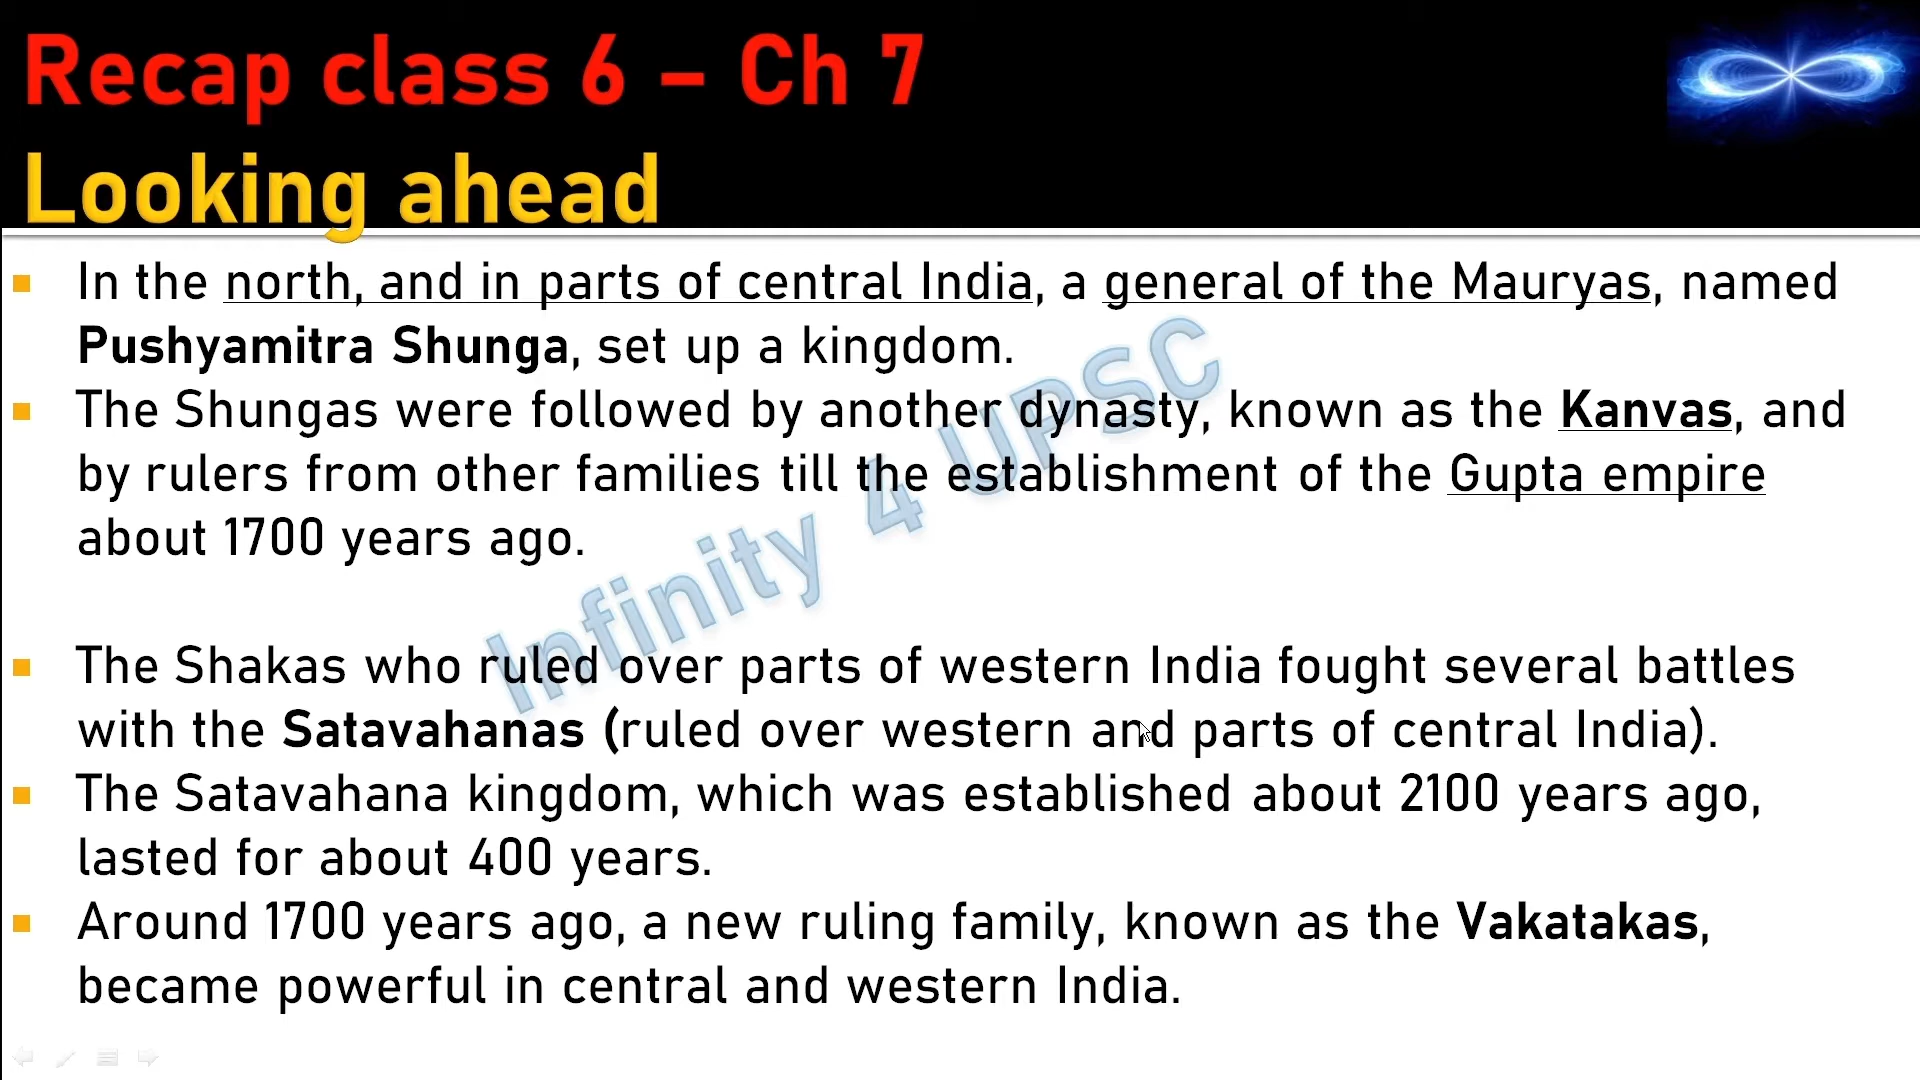 Recap class 6 – Ch 7
Looking ahead
In the north, and in parts of central India, a general of the Mauryas, named
Pushyamitra Shunga, set up a kingdom.
The Shungas were followed by another dynasty, known as the Kanvas, and
by rulers from other families till the establishment of the Gupta empire
about 1700 years ago.
The Shakas who ruled over parts of western India fought several battles
with the Satavahanas (ruled over western and parts of central India).
The Satavahana kingdom, which was established about 2100 years ago,
lasted for about 400 years.
Around 1700 years ago, a new ruling family, known as the Vakatakas,
became powerful in central and western India.
Infinity 4 UPSC